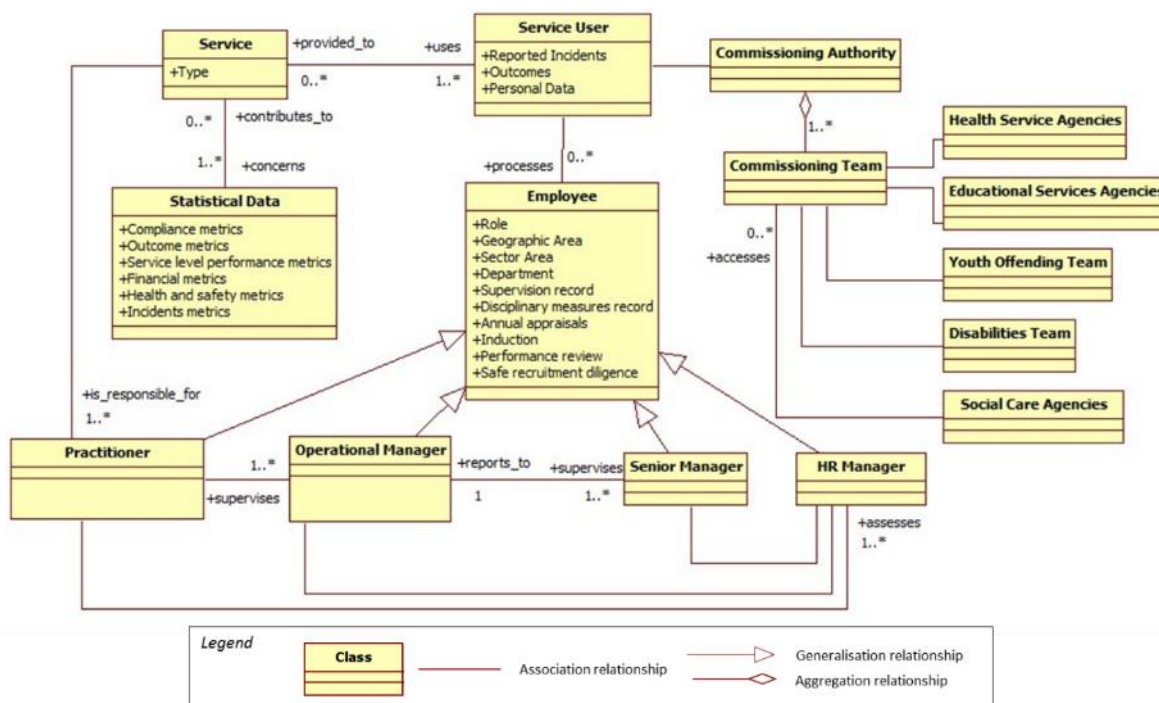 Service
+Type
+provided_to
0..*
+uses
1..*
Service User
+Reported Incidents
+Outcomes
+Personal Data
Commissioning Authority
1..*
Health Service Agencies
Commissioning Team
Educational Services Agencies
0..*
+accesses
Youth Offending Team
Disabilities Team
Social Care Agencies
0..*
+contributes_to
1..*
+concerns
+processes
0..*
Statistical Data
+Compliance metrics
+Outcome metrics
+Service level performance metrics
+Financial metrics
+Health and safety metrics
+Incidents metrics
Employee
+Role
+Geographic Area
+Sector Area
+Department
+Supervision record
+Disciplinary measures record
+Annual appraisals
+Induction
+Performance review
+Safe recruitment diligence
+is_responsible_for
1..*
Practitioner
1..*
+supervises
Operational Manager
+reports_to
1
+supervises
1..*
Senior Manager
HR Manager
+assesses
1..*
Legend
Class
Association relationship
Generalisation relationship
Aggregation relationship